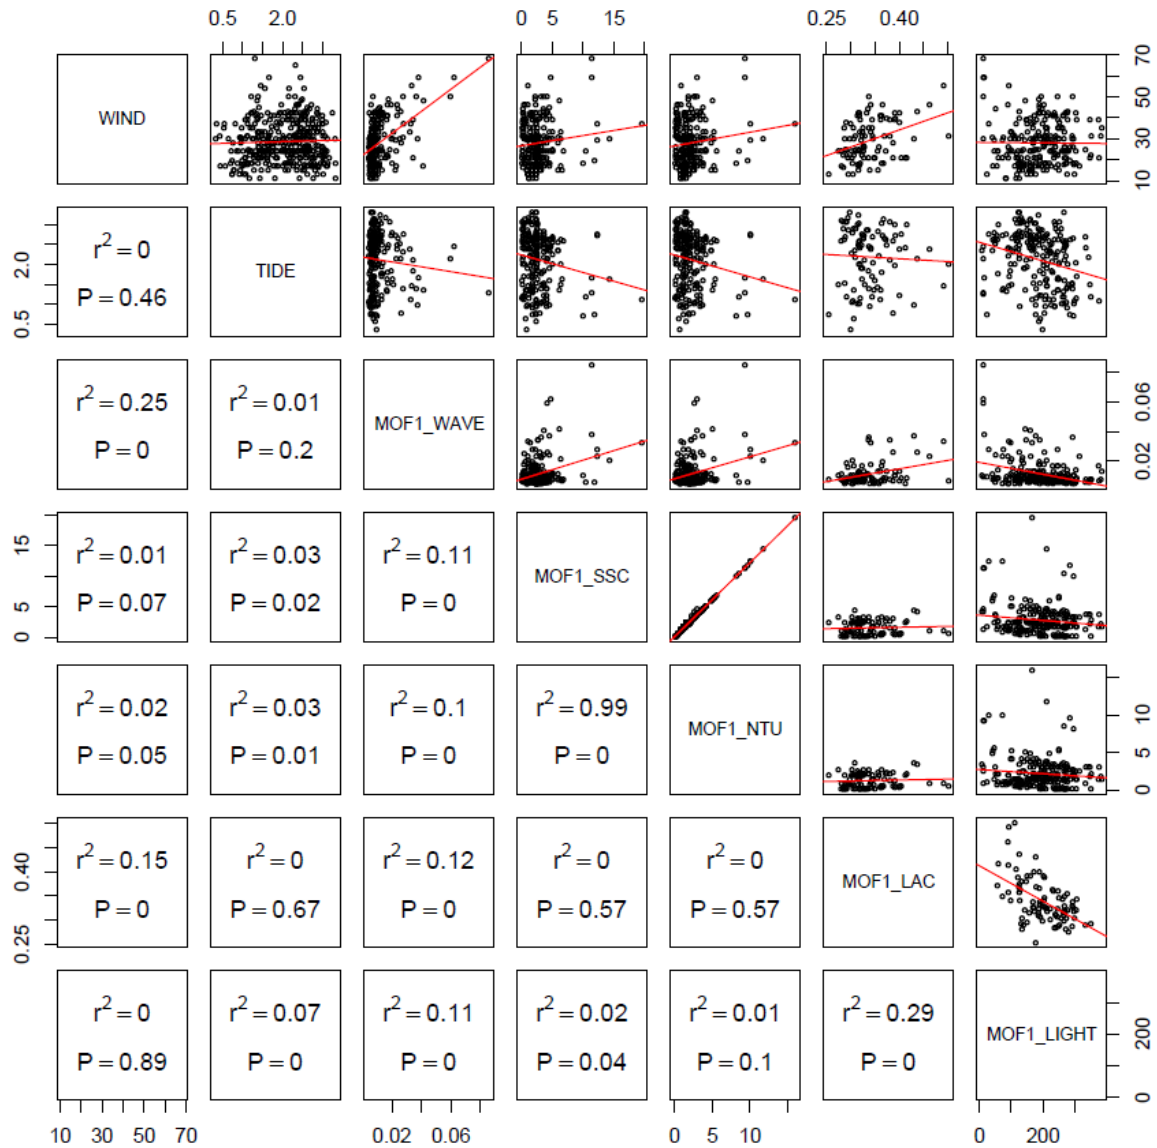 0.5 2.0 0 5 15 0.25 0.40
WIND 10 30 50 70
0.5 2.0 r² = 0 P = 0.46 TIDE
r² = 0.25 P = 0 r² = 0.01 P = 0.2 MOF1_WAVE 0.02 0.06
0 5 15 r² = 0.01 P = 0.07 r² = 0.03 P = 0.02 r² = 0.11 P = 0 MOF1_SSC
r² = 0.02 P = 0.05 r² = 0.03 P = 0.01 r² = 0.1 P = 0 r² = 0.99 P = 0 MOF1_NTU 0 5 10
0.25 0.40 r² = 0.15 P = 0 r² = 0 P = 0.67 r² = 0.12 P = 0 r² = 0 P = 0.57 r² = 0 P = 0.57 MOF1_LAC
r² = 0 P = 0.89 r² = 0.07 P = 0 r² = 0.11 P = 0 r² = 0.02 P = 0.04 r² = 0.01 P = 0.1 r² = 0.29 P = 0 MOF1_LIGHT 0 200
10 30 50 70 0.02 0.06 0 5 10 0 200